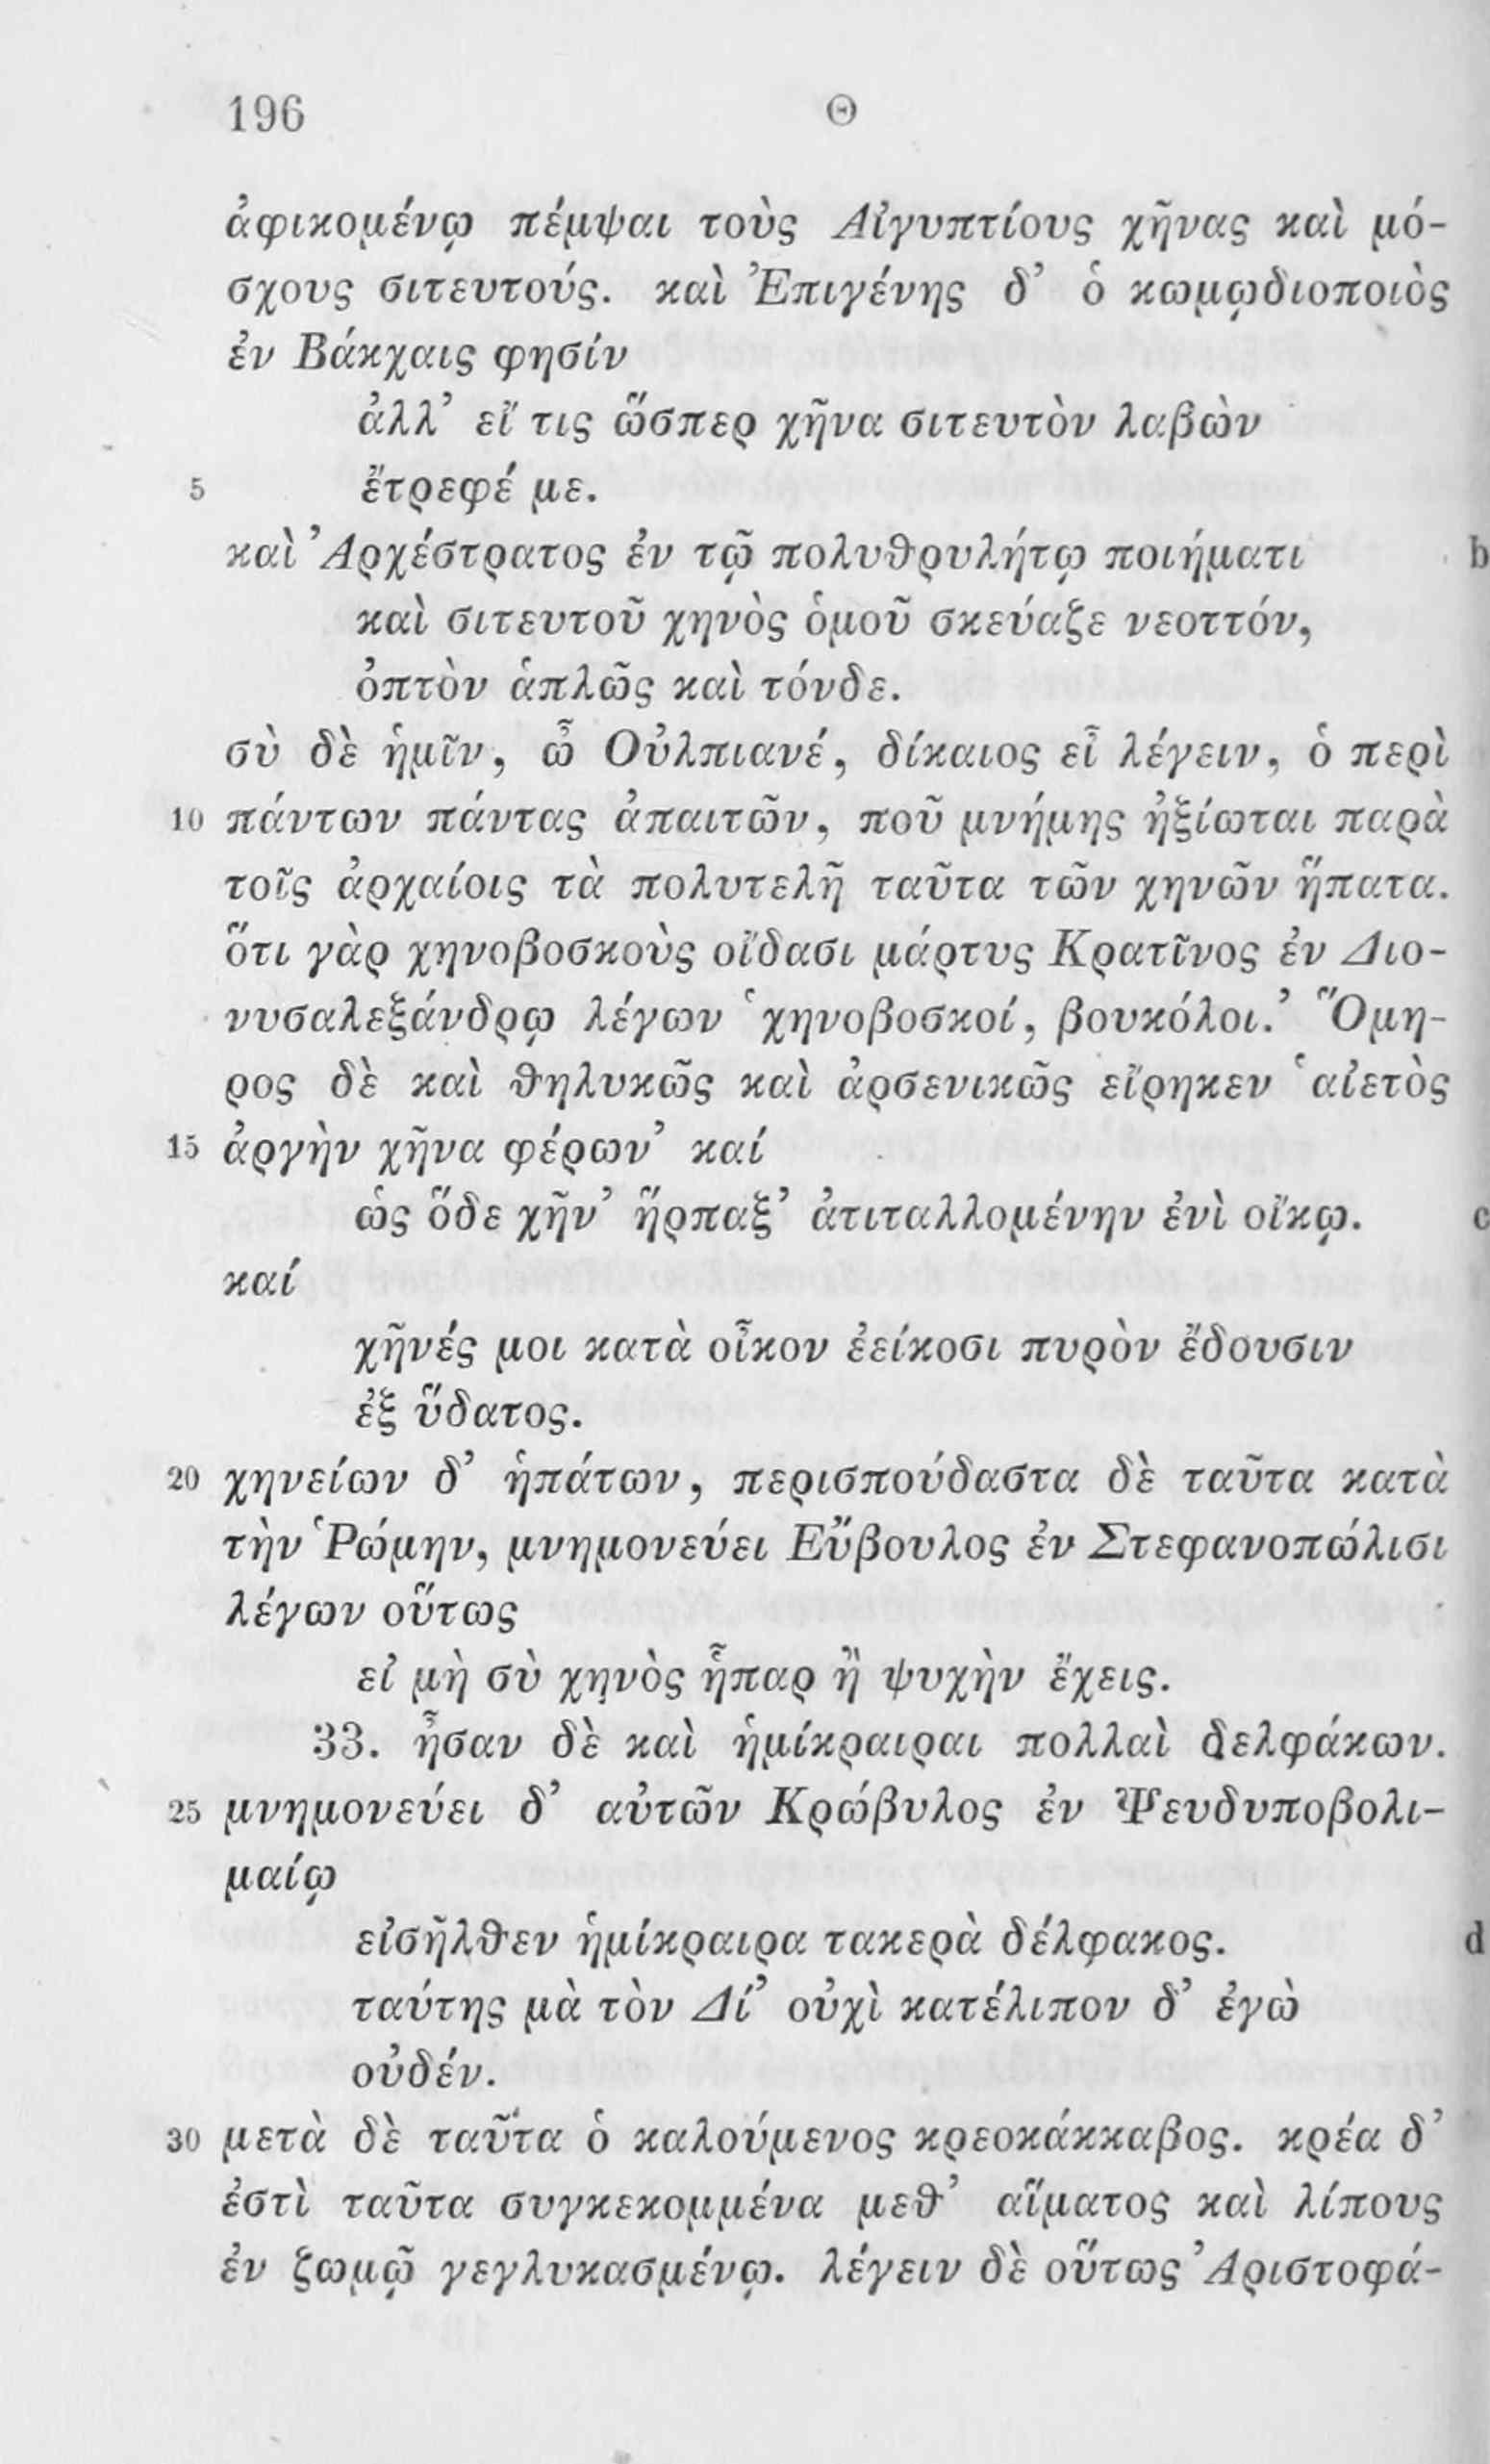 196 Θ
ἀφικομένῳ πέμψαι τοὺς Αἰγυπτίους χῆνας καὶ μό-
σχους σιτευτούς. καὶ Ἐπιγένης δ’ ὁ κωμῳδιοποιὸς
ἐν Βάκχαις φησίν
ἀλλ’ εἴ τις ὥσπερ χῆνα σιτευτὸν λαβὼν
5 ἔτρεφέ με.
καὶ Ἀρχέστρατος ἐν τῷ πολυθρυλήτῳ ποιήματι b
καὶ σιτευτοῦ χηνὸς ὁμοῦ σκεύαζε νεοττόν,
ὀπτὸν ἁπλῶς καὶ τόνδε.
σὺ δὲ ἡμῖν, ὦ Οὐλπιανέ, δίκαιος εἶ λέγειν, ὁ περὶ
10 πάντων πάντας ἀπαιτῶν, ποῦ μνήμης ἠξίωται παρὰ
τοῖς ἀρχαίοις τὰ πολυτελῆ ταῦτα τῶν χηνῶν ἥπατα.
ὅτι γὰρ χηνοβοσκοὺς οἴδασι μάρτυς Κρατῖνος ἐν Διο-
νυσαλεξάνδρῳ λέγων ‘χηνοβοσκοί, βουκόλοι.’ Ὅμη-
ρος δὲ καὶ θηλυκῶς καὶ ἀρσενικῶς εἴρηκεν ‘αἰετὸς
15 ἀργὴν χῆνα φέρων’ καί
ὡς ὅδε χῆν’ ἥρπαξ’ ἀτιταλλομένην ἐνὶ οἴκῳ. c
καί
χῆνές μοι κατὰ οἶκον ἐείκοσι πυρὸν ἔδουσιν
ἐξ ὕδατος.
20 χηνείων δ’ ἡπάτων, περισπούδαστα δὲ ταῦτα κατὰ
τὴν Ῥώμην, μνημονεύει Εὔβουλος ἐν Στεφανοπώλισι
λέγων οὕτως
εἰ μὴ σὺ χηνὸς ἧπαρ ἢ ψυχὴν ἔχεις.
33. ἦσαν δὲ καὶ ἡμίκραιραι πολλαὶ δελφάκων.
25 μνημονεύει δ’ αὐτῶν Κρώβυλος ἐν Ψευδυποβολι-
μαίῳ
εἰσῆλθεν ἡμίκραιρα τακερὰ δέλφακος. d
ταύτης μὰ τὸν Δί’ οὐχὶ κατέλιπον δ’ ἐγὼ
οὐδέν.
30 μετὰ δὲ ταῦτα ὁ καλούμενος κρεοκάκκαβος. κρέα δ’
ἐστὶ ταῦτα συγκεκομμένα μεθ’ αἵματος καὶ λίπους
ἐν ζωμῷ γεγλυκασμένῳ. λέγειν δὲ οὕτως Ἀριστοφά-